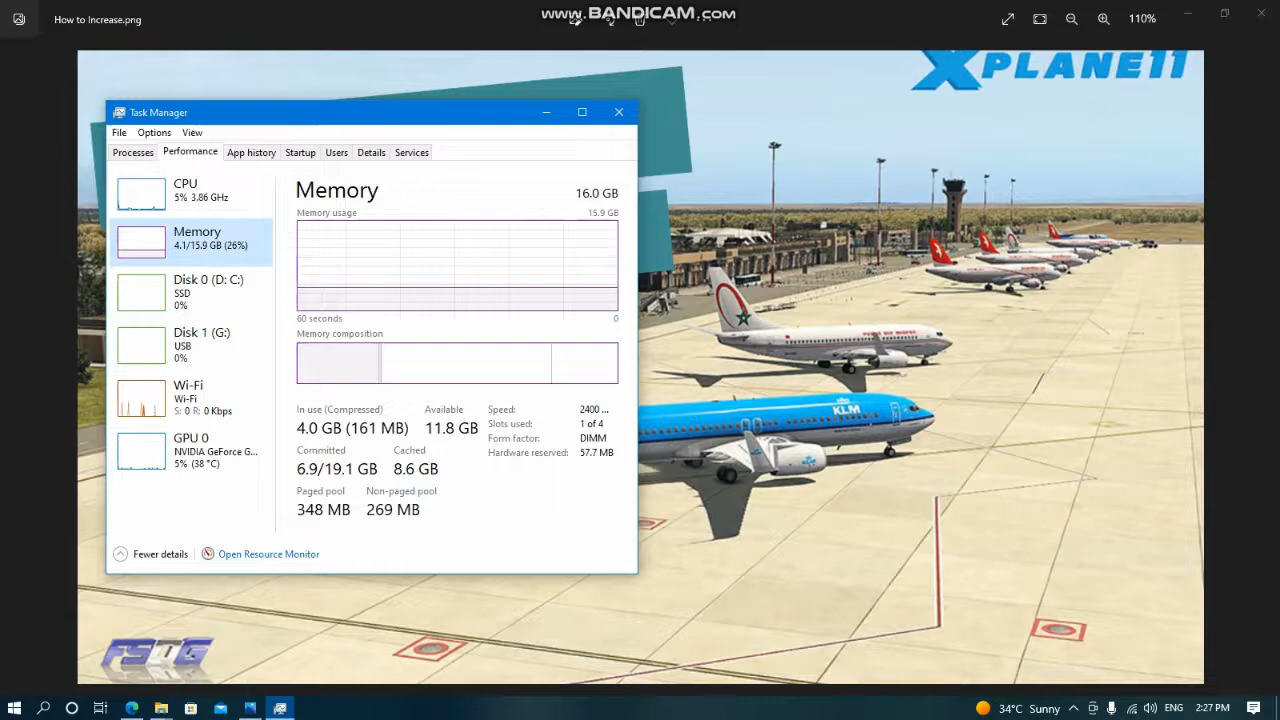 How to Increase.png
www.BANDICAM.com
110%
XPLANE11
Task Manager
File Options View
Processes Performance App history Startup Users Details Services
CPU
5% 3.86 GHz
Memory
4.1/15.9 GB (26%)
Disk 0 (D: C:)
SSD
0%
Disk 1 (G:)
USB
0%
Wi-Fi
Wi-Fi
S: 0 R: 0 Kbps
GPU 0
NVIDIA GeForce G...
5% (38 °C)
Memory 16.0 GB
Memory usage 15.9 GB
60 seconds 0
Memory composition
In use (Compressed) Available
4.0 GB (161 MB) 11.8 GB
Committed Cached
6.9/19.1 GB 8.6 GB
Paged pool Non-paged pool
348 MB 269 MB
Speed: 2400 ...
Slots used: 1 of 4
Form factor: DIMM
Hardware reserved: 57.7 MB
Fewer details Open Resource Monitor
KLM
FSDG
34°C Sunny ENG 2:27 PM